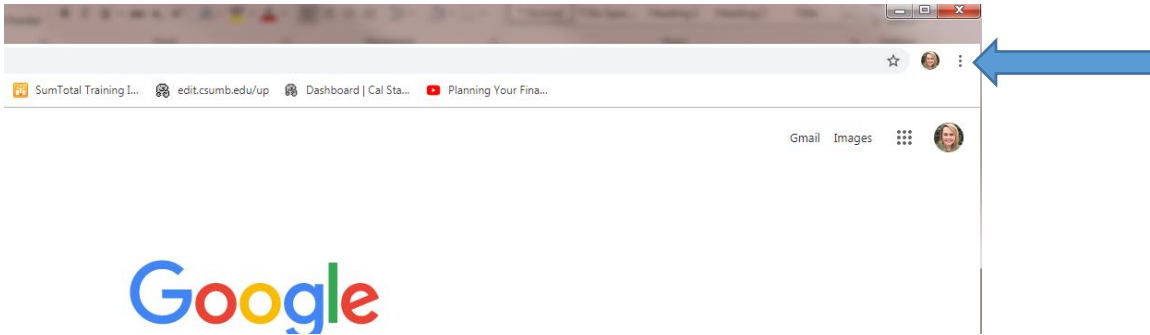 SumTotal Training I... edit.csumb.edu/up Dashboard | Cal Sta... Planning Your Fina...
Gmail Images
Google